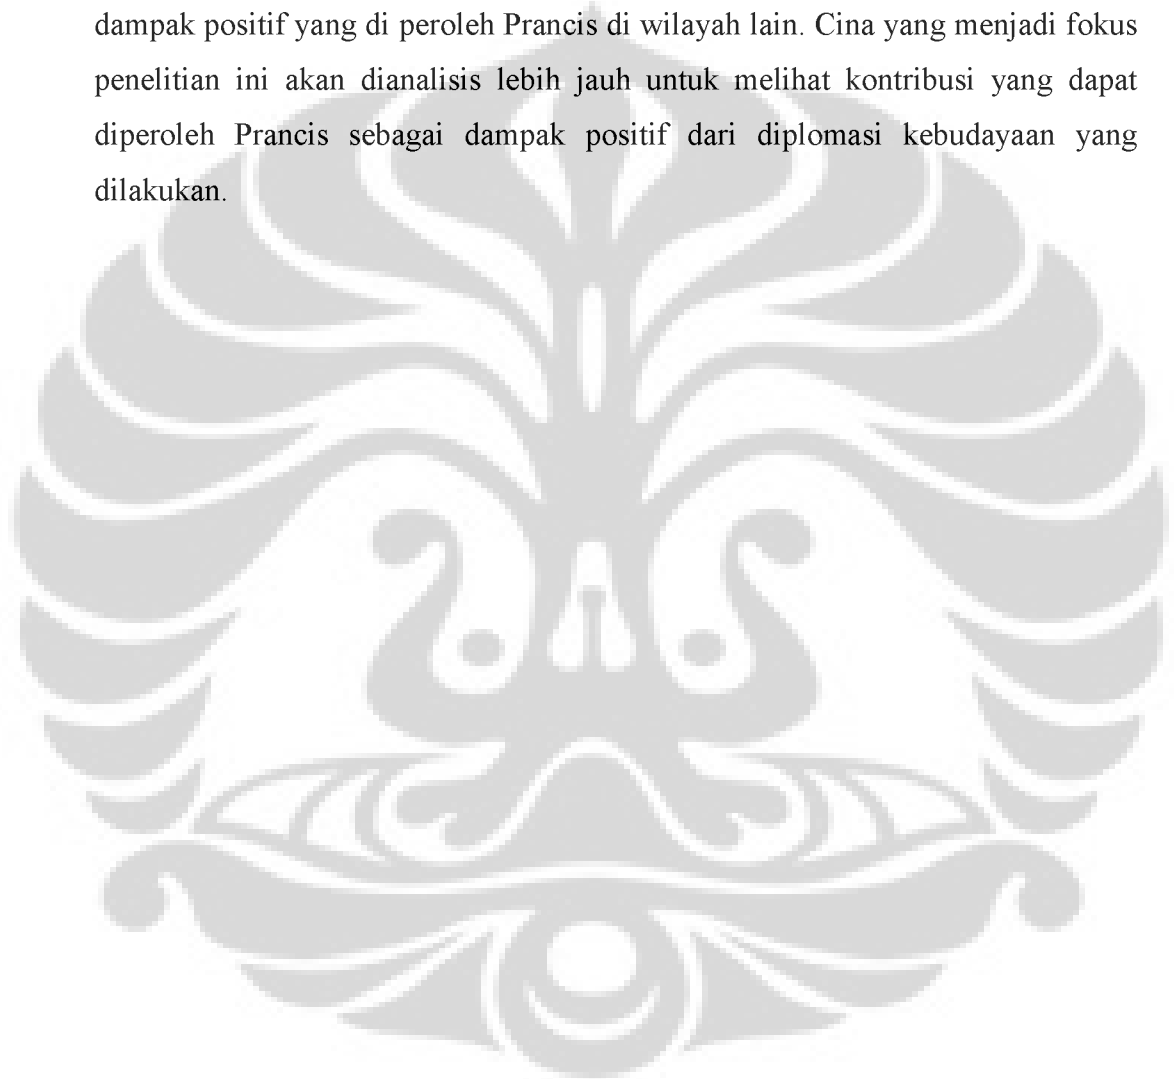 dampak positif yang di peroleh Prancis di wilayah lain. Cina yang menjadi fokus
penelitian ini akan dianalisis lebih jauh untuk melihat kontribusi yang dapat
diperoleh Prancis sebagai dampak positif dari diplomasi kebudayaan yang
dilakukan.